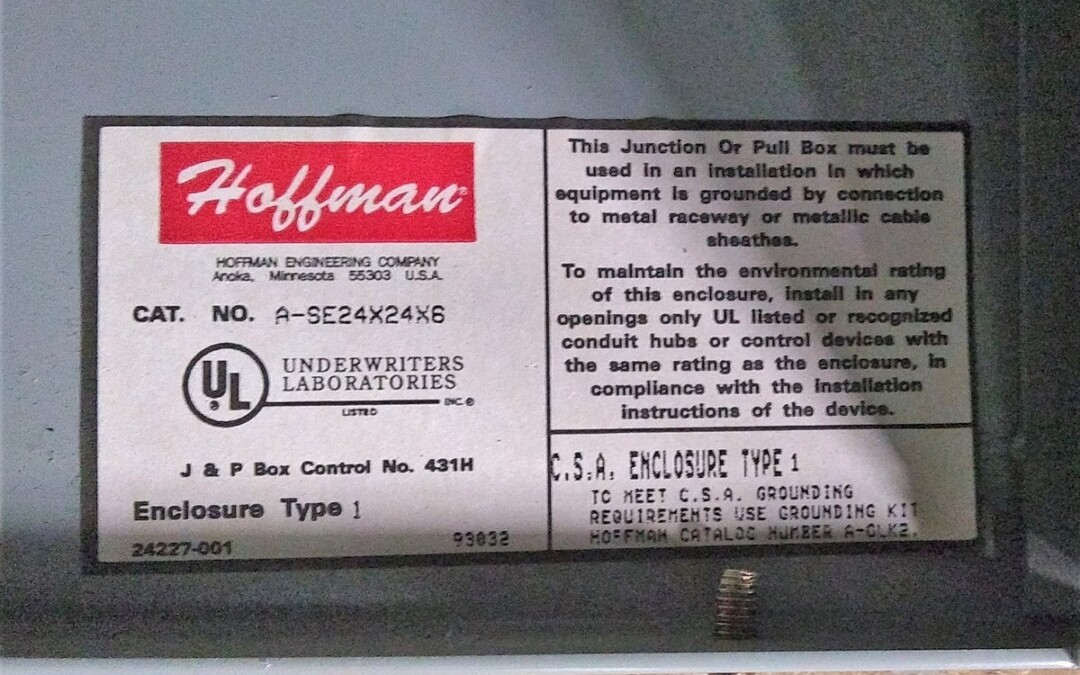 Hoffman®
HOFFMAN ENGINEERING COMPANY
Anoka, Minnesota 55303 U.S.A.
CAT. NO. A-SE24X24X6
UL®
UNDERWRITERS
LABORATORIES
INC.®
LISTED
J & P Box Control No. 431H
Enclosure Type 1
24227-001 93032
This Junction Or Pull Box must be
used in an installation in which
equipment is grounded by connection
to metal raceway or metallic cable
sheathes.
To maintain the environmental rating
of this enclosure, install in any
openings only UL listed or recognized
conduit hubs or control devices with
the same rating as the enclosure, in
compliance with the installation
instructions of the device.
C.S.A. ENCLOSURE TYPE 1
TO MEET C.S.A. GROUNDING
REQUIREMENTS USE GROUNDING KIT
HOFFMAN CATALOG NUMBER A-GLK2.